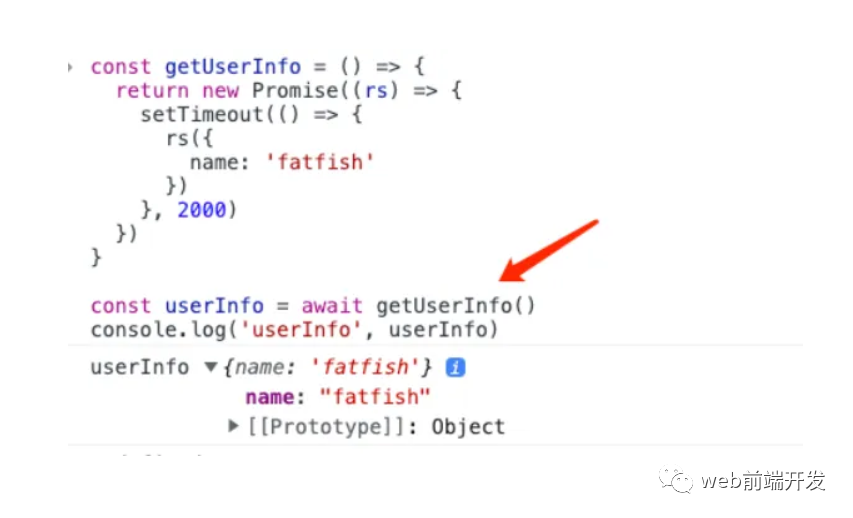 const getUserInfo = () => {
return new Promise((rs) => {
setTimeout(() => {
rs({
name: 'fatfish'
})
}, 2000)
})
}
const userInfo = await getUserInfo()
console.log('userInfo', userInfo)
userInfo ▼{name: 'fatfish'} i
name: "fatfish"
▶[[Prototype]]: Object
web前端开发